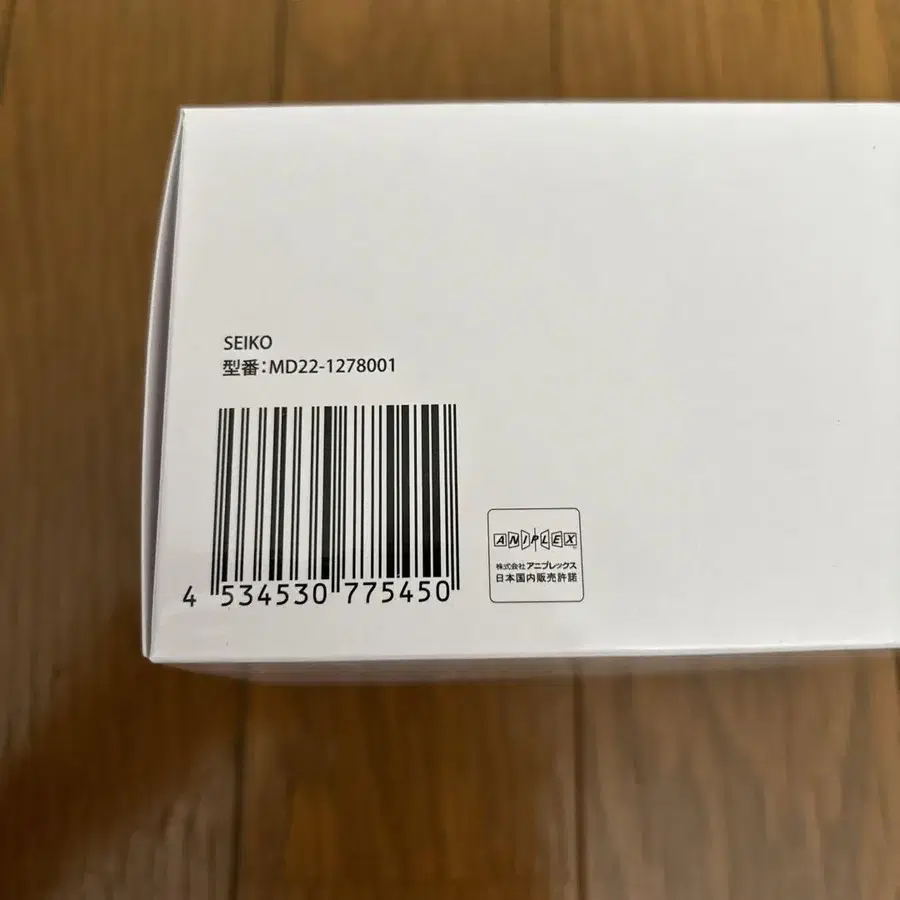 SEIKO
型番：MD22-1278001
4 534530 775450
ANIPLEX
株式会社アニプレックス
日本国内販売許諾